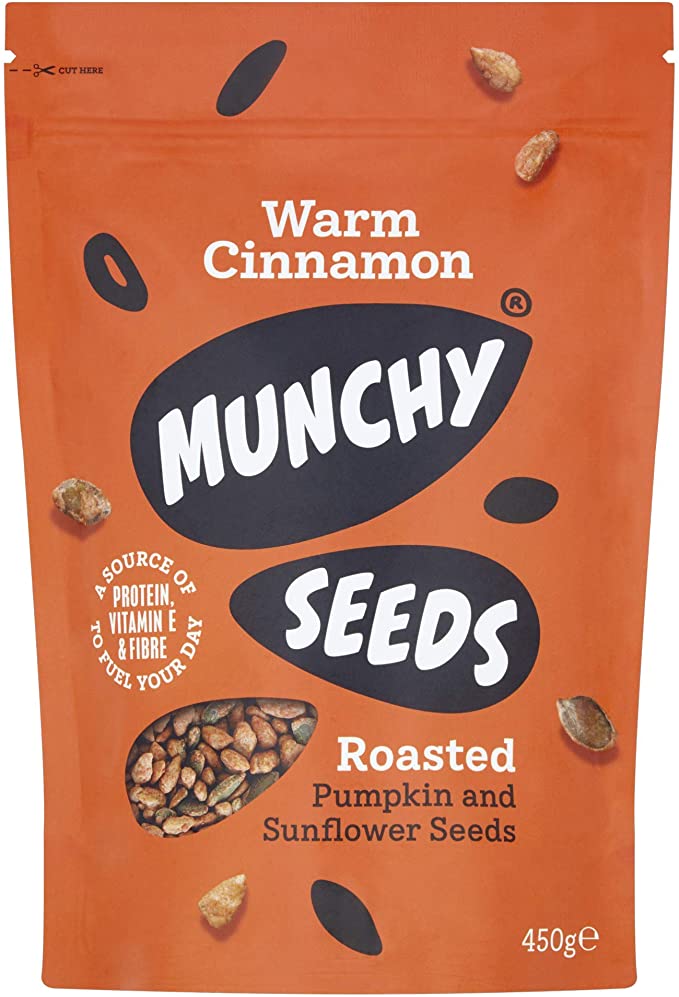 CUT HERE
Warm
Cinnamon
®
MUNCHY
SEEDS
A SOURCE OF
PROTEIN,
VITAMIN E
& FIBRE
TO FUEL YOUR DAY
Roasted
Pumpkin and
Sunflower Seeds
450g℮